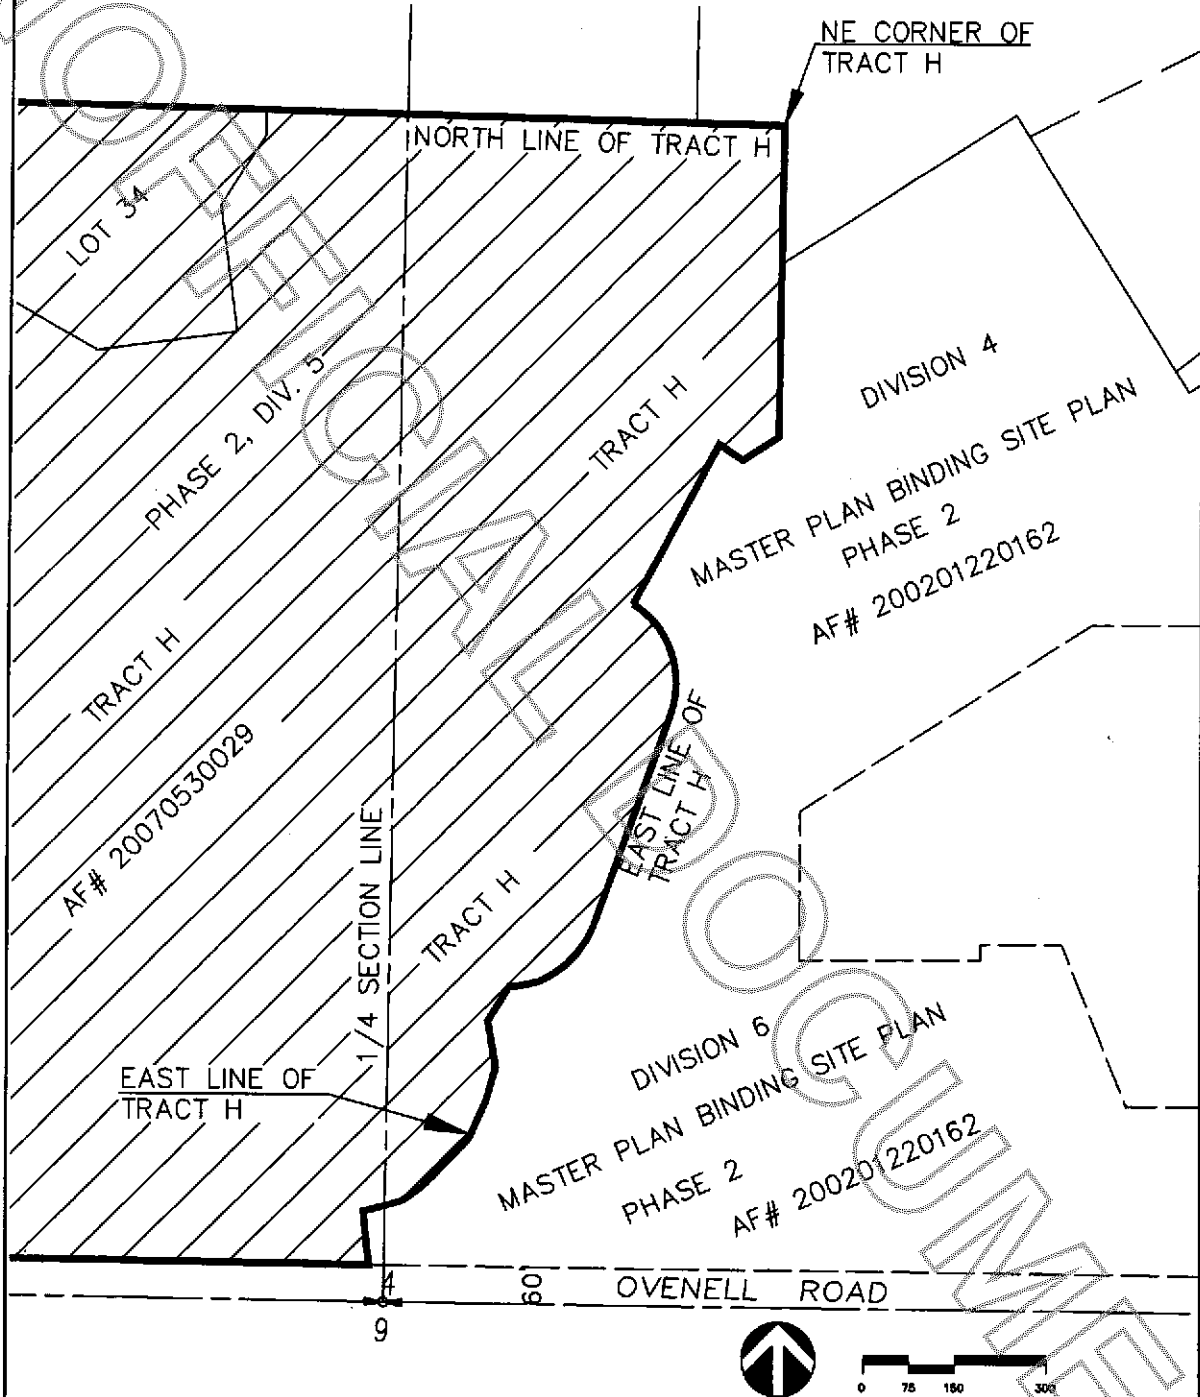 NE CORNER OF
TRACT H
NORTH LINE OF TRACT H
LOT 34
PHASE 2, DIV. 5
TRACT H
DIVISION 4
MASTER PLAN BINDING SITE PLAN
PHASE 2
AF# 200201220162
TRACT H
AF# 200705300029
1/4 SECTION LINE
TRACT H
EAST LINE OF
TRACT H
EAST LINE OF
TRACT H
DIVISION 6
MASTER PLAN BINDING SITE PLAN
PHASE 2
AF# 200201220162
4
9
60
OVENELL ROAD
0 75 150 300
UNOFFICIAL DOCUME